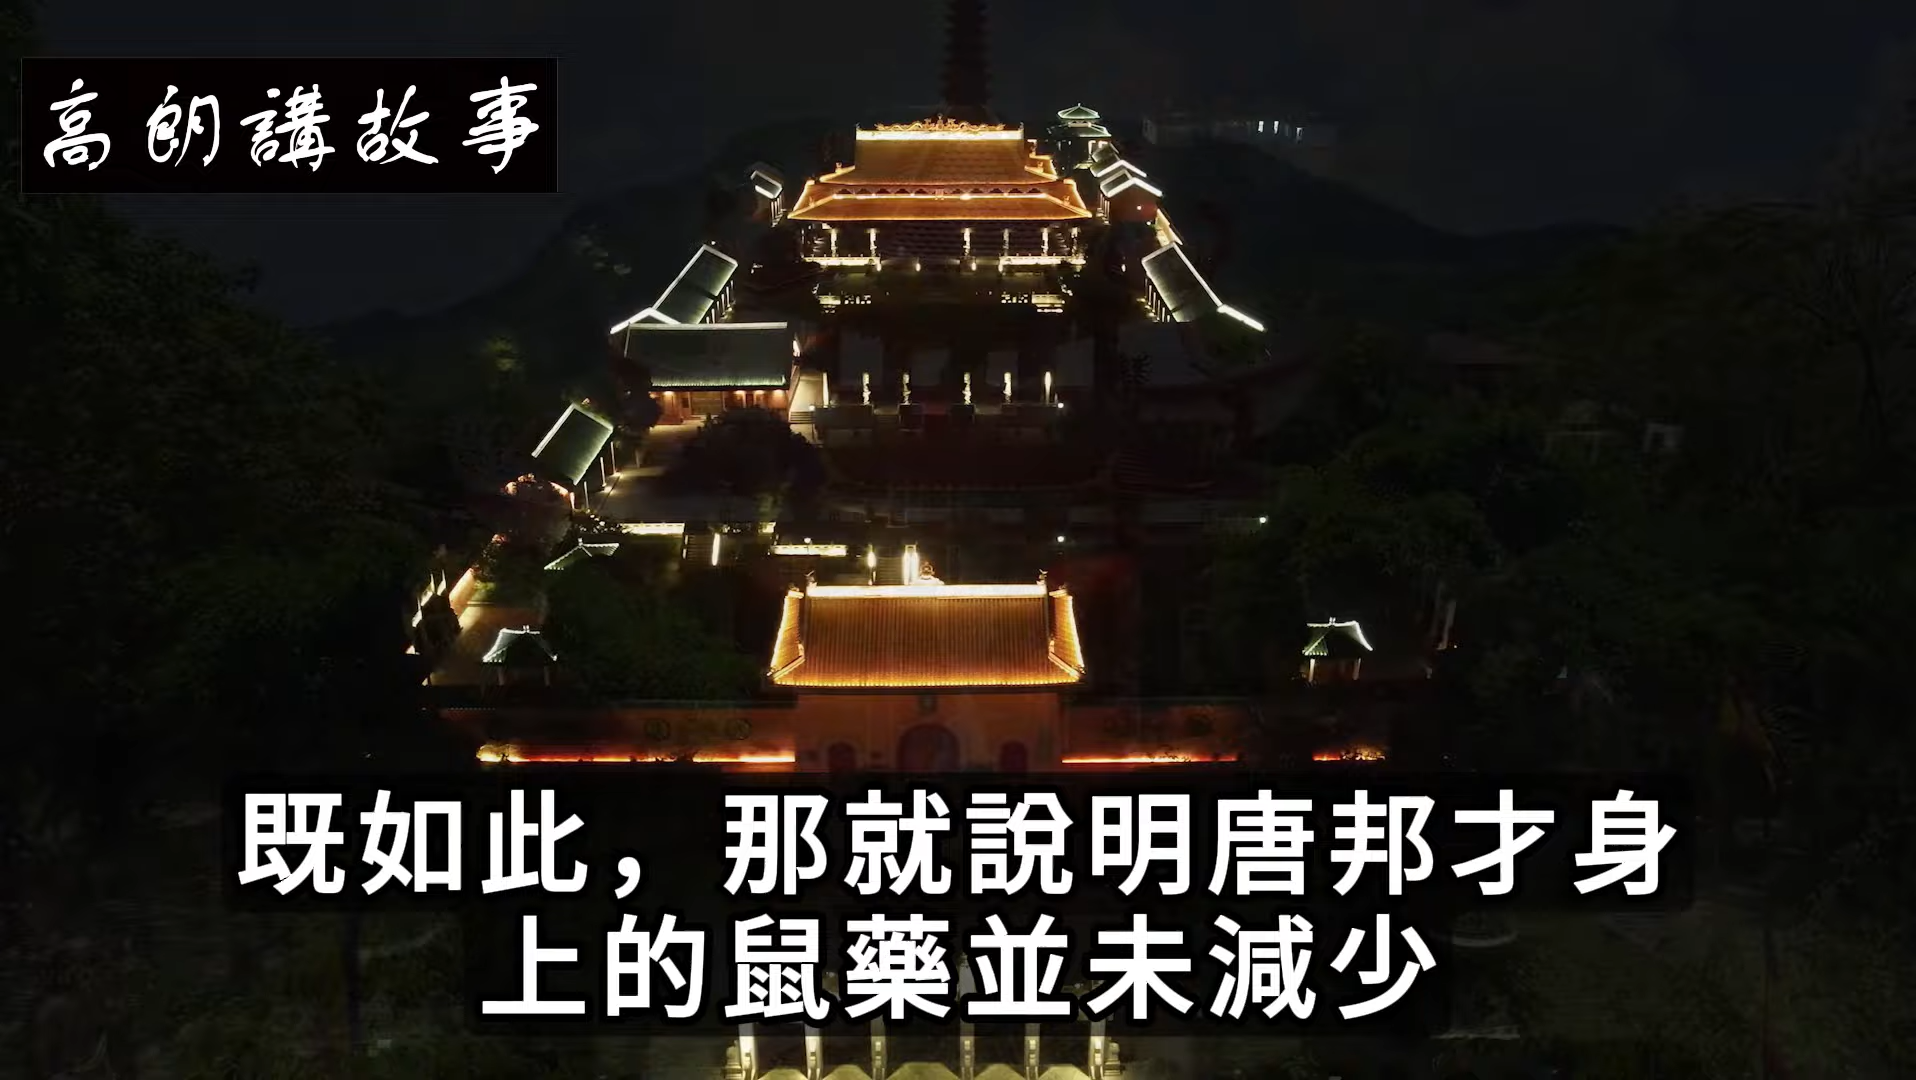 高朗講故事
既如此，那就說明唐邦才身
上的鼠藥並未減少